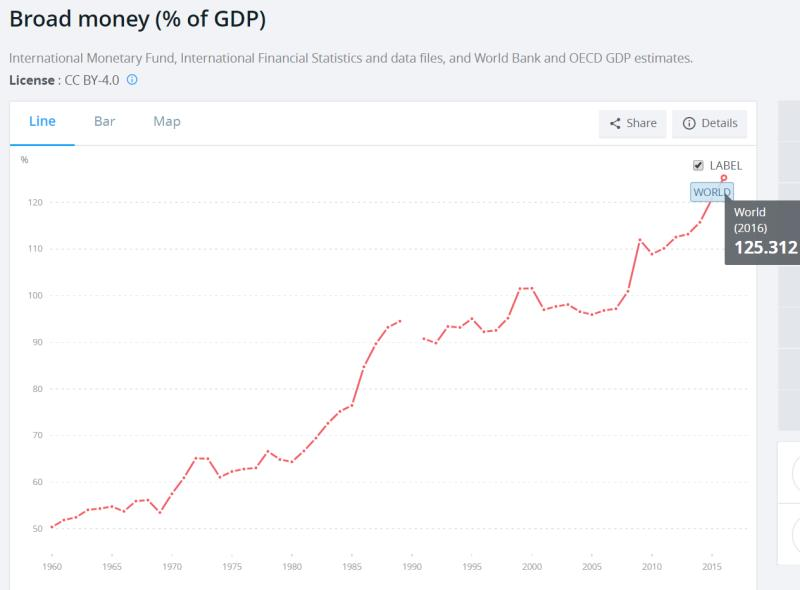 Broad money (% of GDP)
International Monetary Fund, International Financial Statistics and data files, and World Bank and OECD GDP estimates.
License : CC BY-4.0
Line Bar Map
Share Details
%
LABEL
WORLD
World
(2016)
125.312
120
110
100
90
80
70
60
50
1960 1965 1970 1975 1980 1985 1990 1995 2000 2005 2010 2015